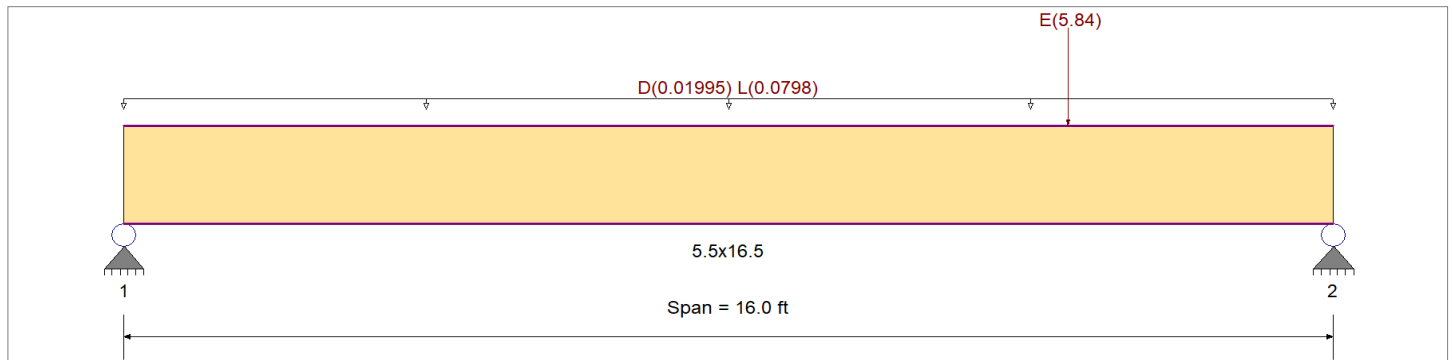 E(5.84)
D(0.01995) L(0.0798)
5.5x16.5
1
2
Span = 16.0 ft